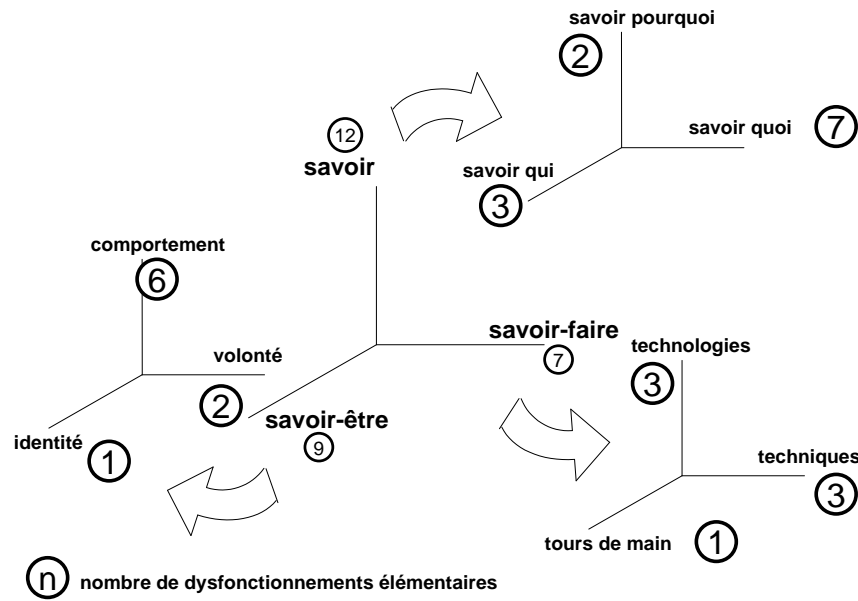 savoir pourquoi
2
savoir quoi
7
savoir qui
3
12
savoir
comportement
6
volonté
2
identité
1
savoir-faire
7
savoir-être
9
technologies
3
techniques
3
tours de main
1
n nombre de dysfonctionnements élémentaires